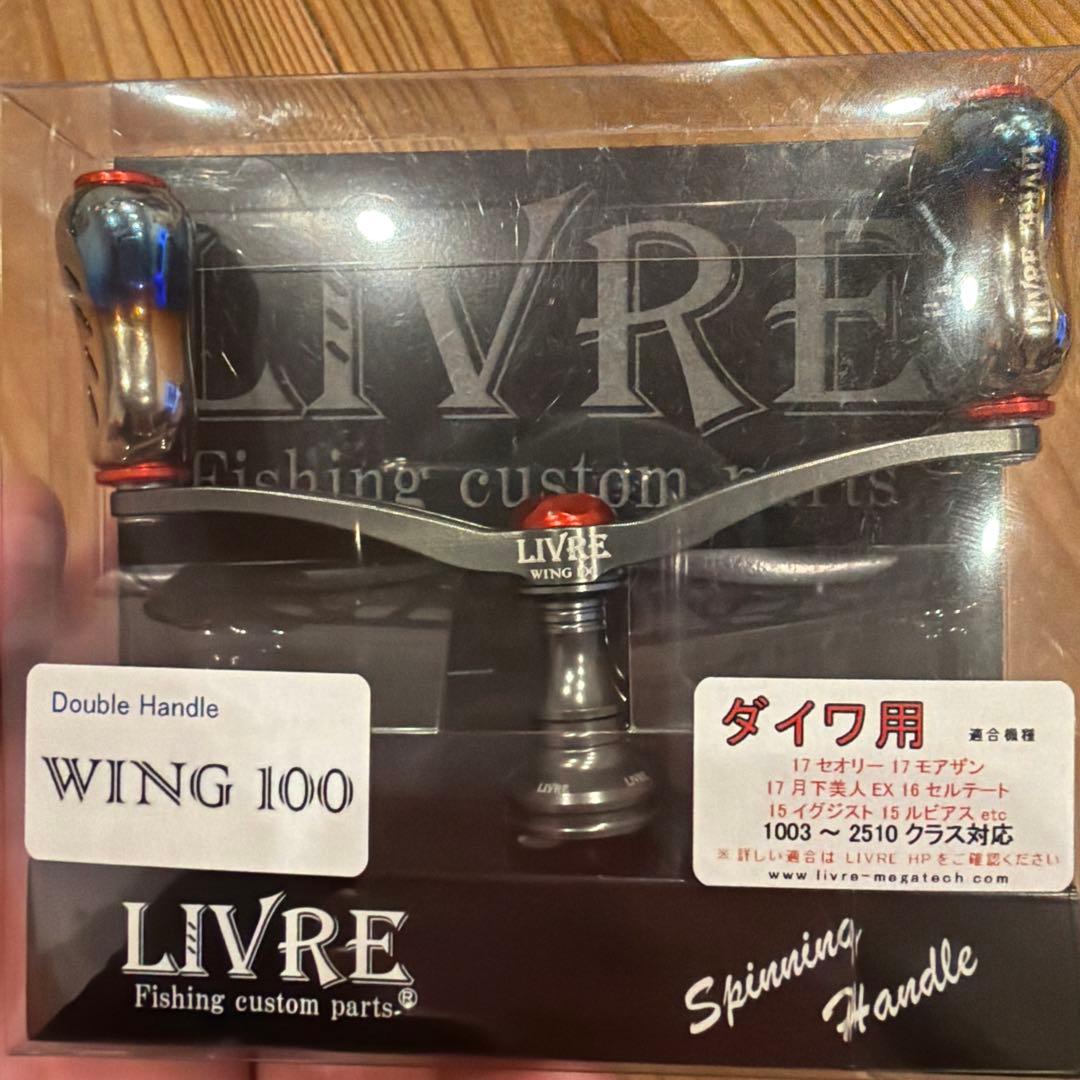 LIVRE
Fishing custom parts
LIVRE
LIVRE
WING 100
LIVRE
LIVRE
Double Handle
WING 100
ダイワ用 適合機種
17 セオリー 17 モアザン
17 月下美人 EX 16 セルテート
15 イグジスト 15 ルビアス etc
1003 ～ 2510 クラス対応
※ 詳しい適合は LIVRE HP をご確認ください
www.livre-megatech.com
LIVRE
Fishing custom parts.®
Spinning
Handle